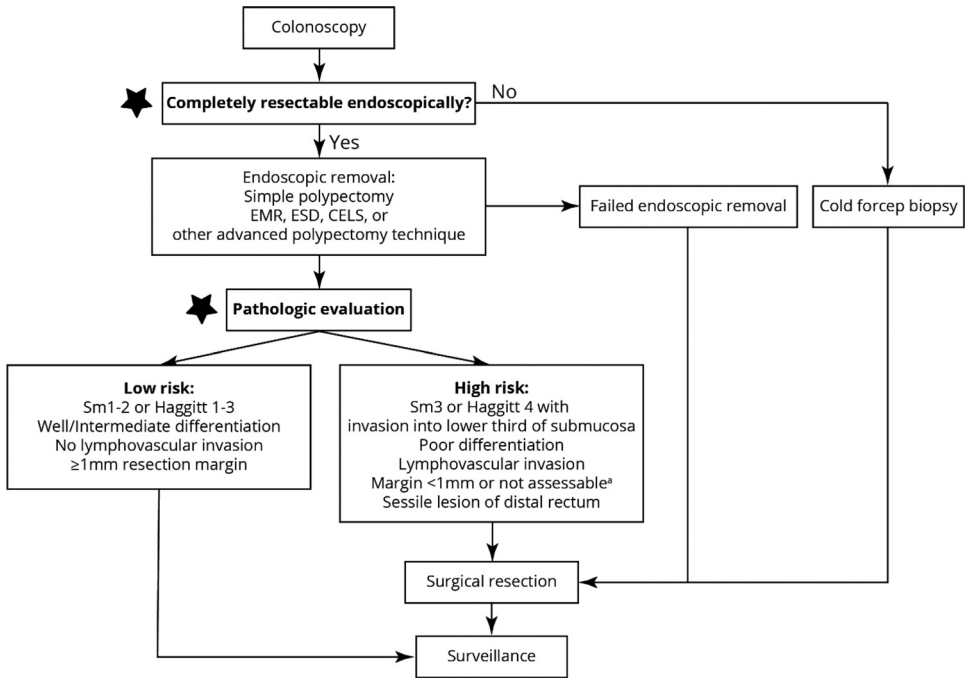 Colonoscopy
Completely resectable endoscopically?
No
Yes
Endoscopic removal:
Simple polypectomy
EMR, ESD, CELS, or
other advanced polypectomy technique
Failed endoscopic removal
Cold forcep biopsy
Pathologic evaluation
Low risk:
Sm1-2 or Haggitt 1-3
Well/Intermediate differentiation
No lymphovascular invasion
≥1mm resection margin
High risk:
Sm3 or Haggitt 4 with
invasion into lower third of submucosa
Poor differentiation
Lymphovascular invasion
Margin <1mm or not assessableᵃ
Sessile lesion of distal rectum
Surgical resection
Surveillance